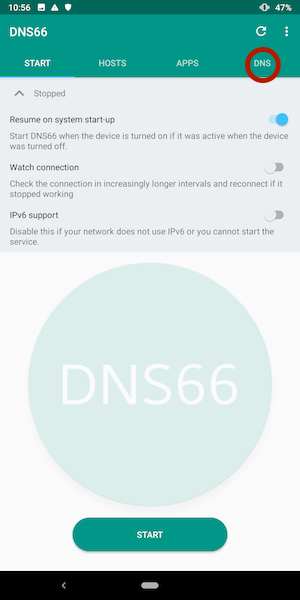 10:56 47%
DNS66
START HOSTS APPS DNS
Stopped
Resume on system start-up
Start DNS66 when the device is turned on if it was active when the device
was turned off.
Watch connection
Check the connection in increasingly longer intervals and reconnect if it
stopped working
IPv6 support
Disable this if your network does not use IPv6 or you cannot start the
service.
DNS66
START